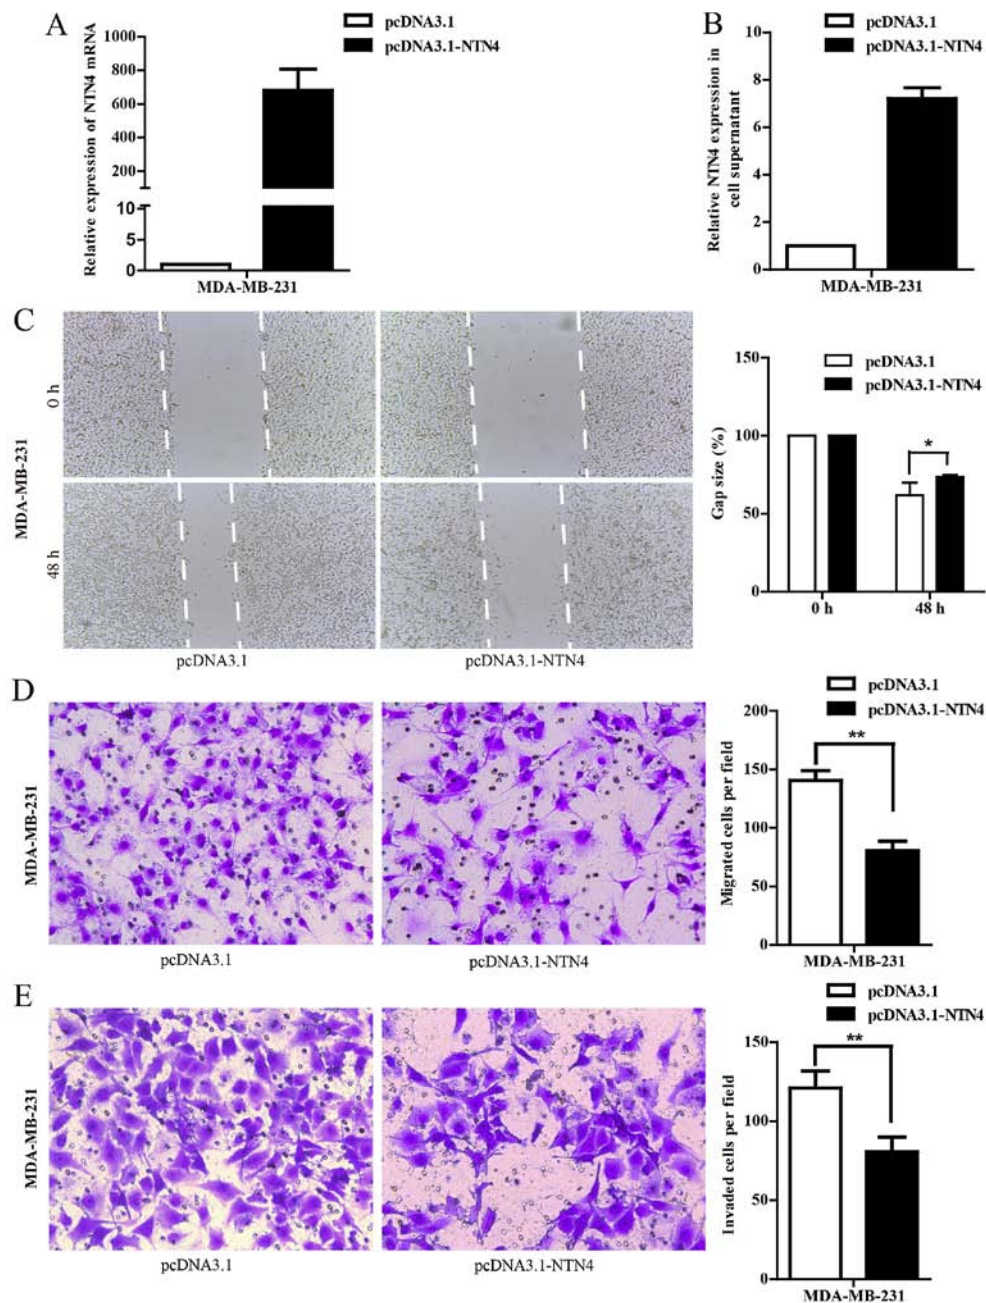 A
pcDNA3.1
pcDNA3.1-NTN4
Relative expression of NTN4 mRNA
1000
800
600
400
200
10
5
0
MDA-MB-231
B
pcDNA3.1
pcDNA3.1-NTN4
Relative NTN4 expression in
cell supernatant
10
8
6
4
2
0
MDA-MB-231
C
MDA-MB-231
0 h
48 h
pcDNA3.1
pcDNA3.1-NTN4
pcDNA3.1
pcDNA3.1-NTN4
Gap size (%)
150
100
50
0
*
0 h
48 h
D
MDA-MB-231
pcDNA3.1
pcDNA3.1-NTN4
pcDNA3.1
pcDNA3.1-NTN4
Migrated cells per field
200
150
100
50
0
**
MDA-MB-231
E
MDA-MB-231
pcDNA3.1
pcDNA3.1-NTN4
pcDNA3.1
pcDNA3.1-NTN4
Invaded cells per field
150
100
50
0
**
MDA-MB-231